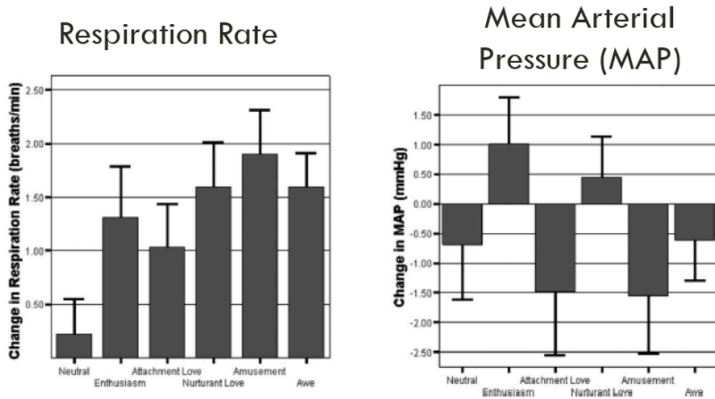 Respiration Rate
Change in Respiration Rate (breaths/min)
2.50
2.00
1.50
1.00
0.50
Neutral
Enthusiasm
Attachment Love
Nurturant Love
Amusement
Awe
Mean Arterial
Pressure (MAP)
Change in MAP (mmHg)
1.50
1.00
0.50
0.00
-0.50
-1.00
-1.50
-2.00
-2.50
Neutral
Enthusiasm
Attachment Love
Nurturant Love
Amusement
Awe